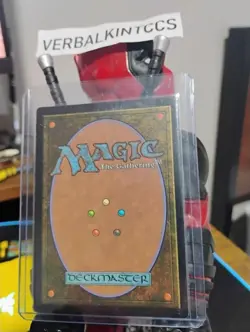 VERBALKINTCCS
MAGIC
The Gathering®
DECKMASTER